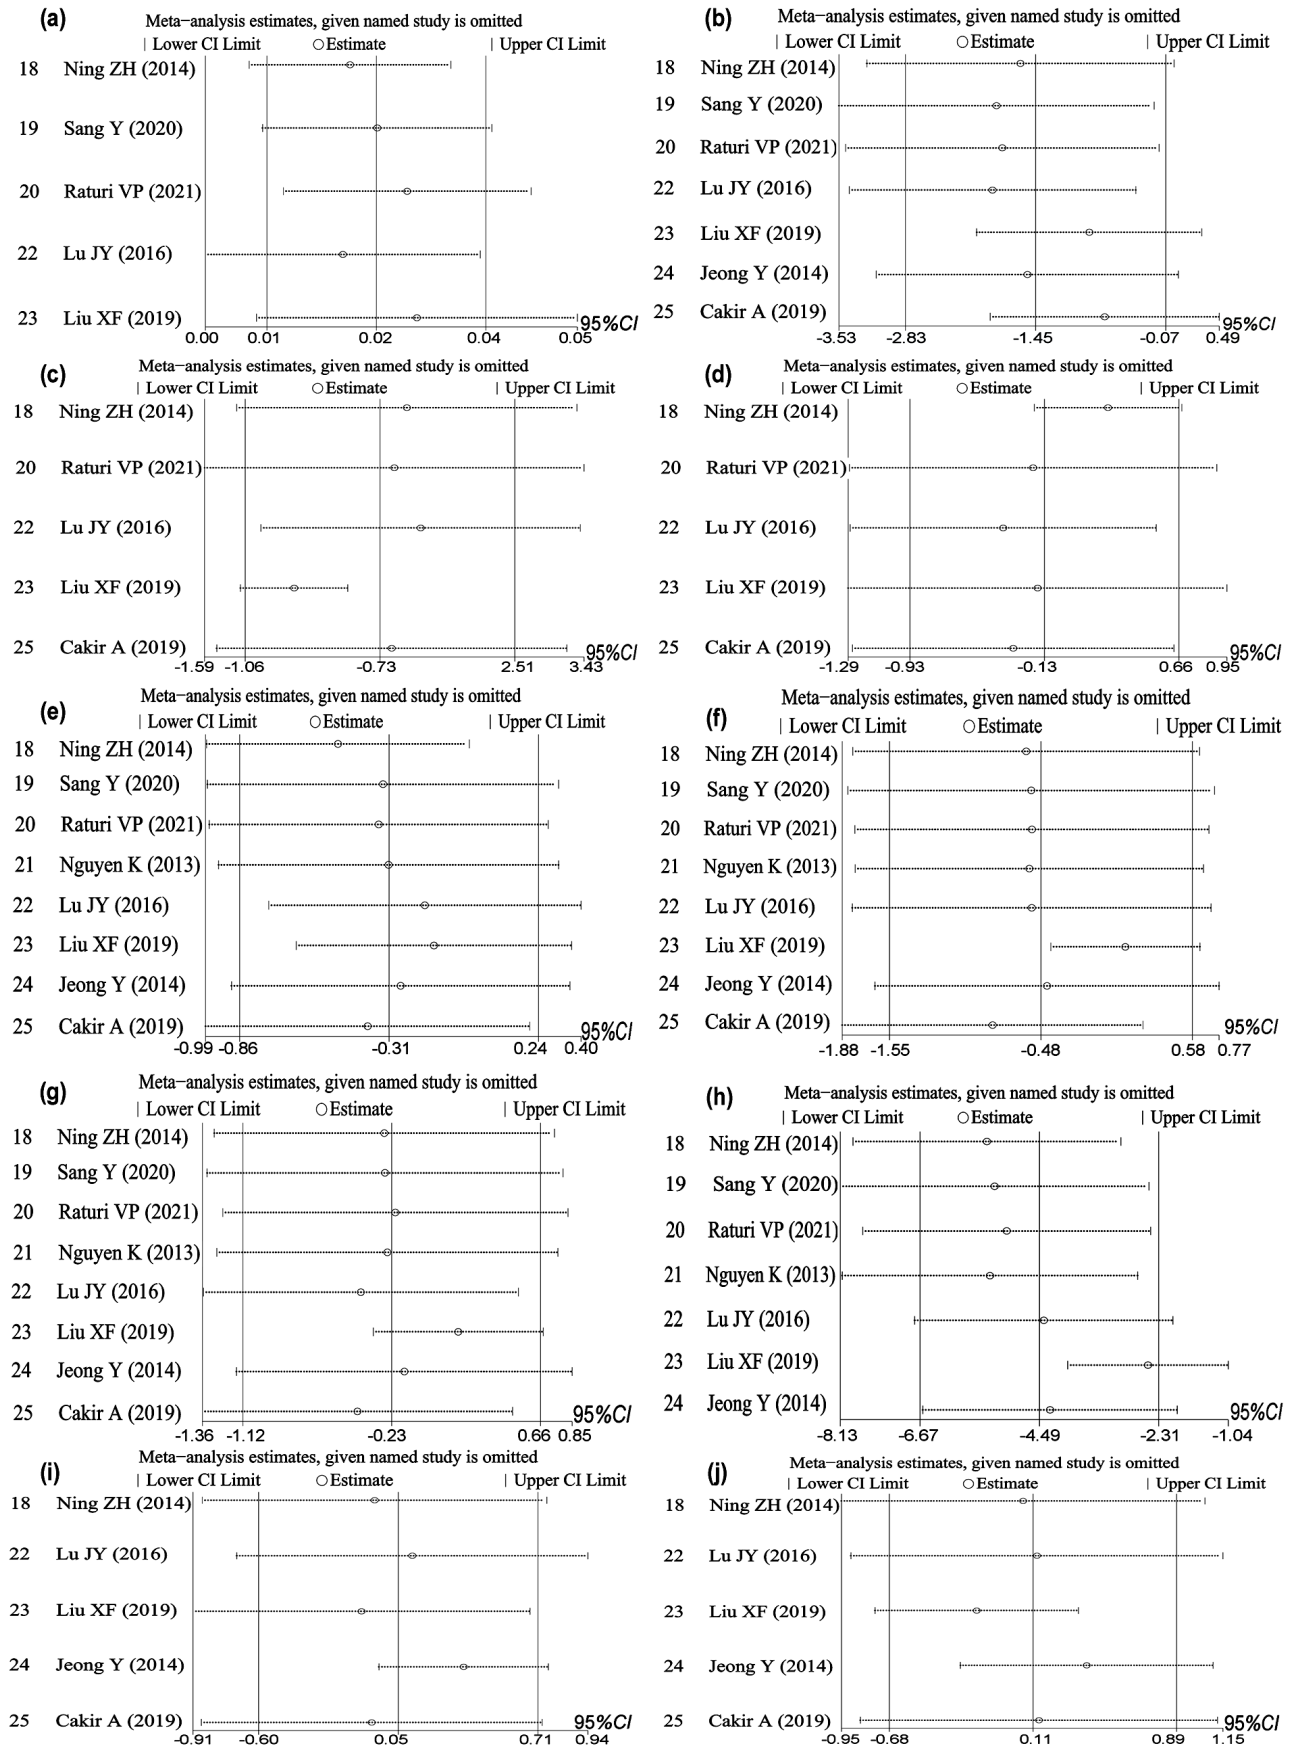 (a)
Meta−analysis estimates, given named study is omitted
| Lower CI Limit ○Estimate | Upper CI Limit
18 Ning ZH (2014)
19 Sang Y (2020)
20 Raturi VP (2021)
22 Lu JY (2016)
23 Liu XF (2019)
95%CI
0.00 0.01 0.02 0.04 0.05
(b)
Meta−analysis estimates, given named study is omitted
| Lower CI Limit ○Estimate | Upper CI Limit
18 Ning ZH (2014)
19 Sang Y (2020)
20 Raturi VP (2021)
22 Lu JY (2016)
23 Liu XF (2019)
24 Jeong Y (2014)
25 Cakir A (2019)
95%CI
-3.53 -2.83 -1.45 -0.07 0.49
(c)
Meta−analysis estimates, given named study is omitted
| Lower CI Limit ○Estimate | Upper CI Limit
18 Ning ZH (2014)
20 Raturi VP (2021)
22 Lu JY (2016)
23 Liu XF (2019)
25 Cakir A (2019)
95%CI
-1.59 -1.06 -0.73 2.51 3.43
(d)
Meta−analysis estimates, given named study is omitted
| Lower CI Limit ○Estimate | Upper CI Limit
18 Ning ZH (2014)
20 Raturi VP (2021)
22 Lu JY (2016)
23 Liu XF (2019)
25 Cakir A (2019)
95%CI
-1.29 -0.93 -0.13 0.66 0.95
(e)
Meta−analysis estimates, given named study is omitted
| Lower CI Limit ○Estimate | Upper CI Limit
18 Ning ZH (2014)
19 Sang Y (2020)
20 Raturi VP (2021)
21 Nguyen K (2013)
22 Lu JY (2016)
23 Liu XF (2019)
24 Jeong Y (2014)
25 Cakir A (2019)
95%CI
-0.99 -0.86 -0.31 0.24 0.40
(f)
Meta−analysis estimates, given named study is omitted
| Lower CI Limit ○Estimate | Upper CI Limit
18 Ning ZH (2014)
19 Sang Y (2020)
20 Raturi VP (2021)
21 Nguyen K (2013)
22 Lu JY (2016)
23 Liu XF (2019)
24 Jeong Y (2014)
25 Cakir A (2019)
95%CI
-1.88 -1.55 -0.48 0.58 0.77
(g)
Meta−analysis estimates, given named study is omitted
| Lower CI Limit ○Estimate | Upper CI Limit
18 Ning ZH (2014)
19 Sang Y (2020)
20 Raturi VP (2021)
21 Nguyen K (2013)
22 Lu JY (2016)
23 Liu XF (2019)
24 Jeong Y (2014)
25 Cakir A (2019)
95%CI
-1.36 -1.12 -0.23 0.66 0.85
(h)
Meta−analysis estimates, given named study is omitted
| Lower CI Limit ○Estimate | Upper CI Limit
18 Ning ZH (2014)
19 Sang Y (2020)
20 Raturi VP (2021)
21 Nguyen K (2013)
22 Lu JY (2016)
23 Liu XF (2019)
24 Jeong Y (2014)
95%CI
-8.13 -6.67 -4.49 -2.31 -1.04
(i)
Meta−analysis estimates, given named study is omitted
| Lower CI Limit ○Estimate | Upper CI Limit
18 Ning ZH (2014)
22 Lu JY (2016)
23 Liu XF (2019)
24 Jeong Y (2014)
25 Cakir A (2019)
95%CI
-0.91 -0.60 0.05 0.71 0.94
(j)
Meta−analysis estimates, given named study is omitted
| Lower CI Limit ○Estimate | Upper CI Limit
18 Ning ZH (2014)
22 Lu JY (2016)
23 Liu XF (2019)
24 Jeong Y (2014)
25 Cakir A (2019)
95%CI
-0.95 -0.68 0.11 0.89 1.15